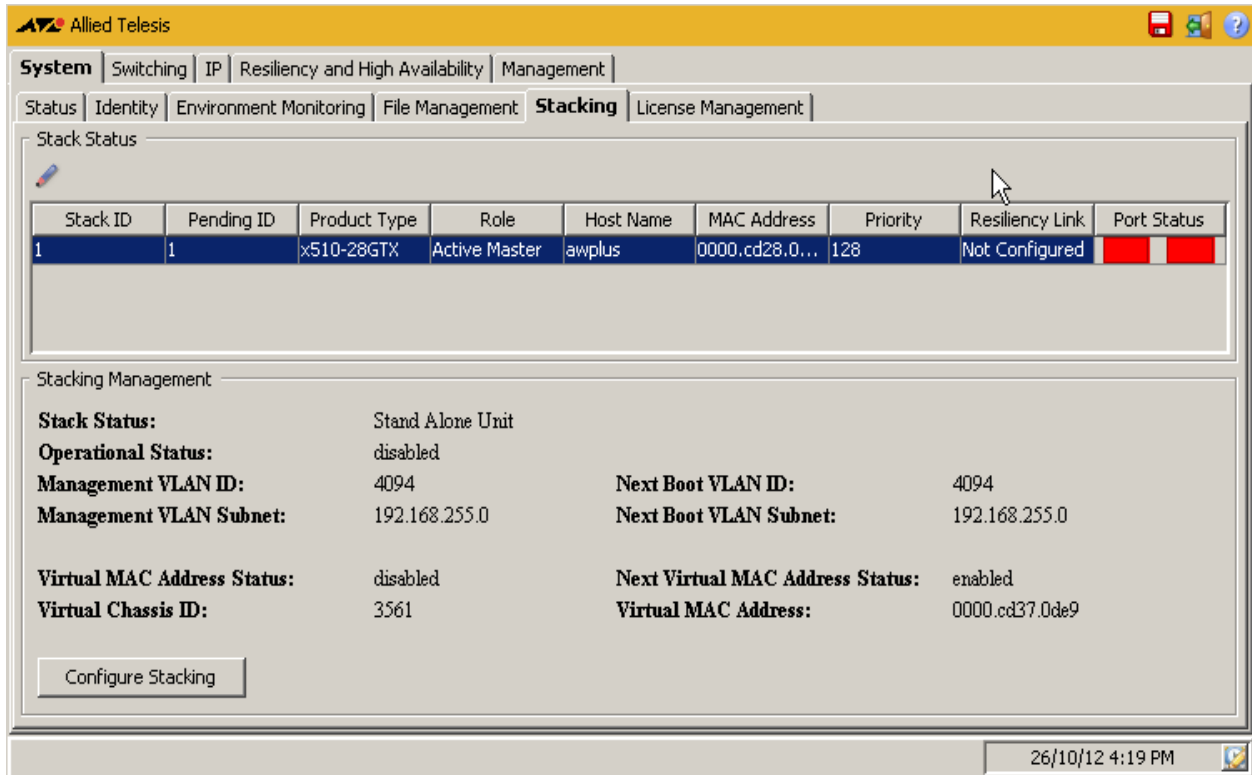 Allied Telesis
System Switching IP Resiliency and High Availability Management
Status Identity Environment Monitoring File Management Stacking License Management
Stack Status
Stack ID Pending ID Product Type Role Host Name MAC Address Priority Resiliency Link Port Status
1 1 x510-28GTX Active Master awplus 0000.cd28.0... 128 Not Configured
Stacking Management
Stack Status: Stand Alone Unit
Operational Status: disabled
Management VLAN ID: 4094 Next Boot VLAN ID: 4094
Management VLAN Subnet: 192.168.255.0 Next Boot VLAN Subnet: 192.168.255.0
Virtual MAC Address Status: disabled Next Virtual MAC Address Status: enabled
Virtual Chassis ID: 3561 Virtual MAC Address: 0000.cd37.0de9
Configure Stacking
26/10/12 4:19 PM